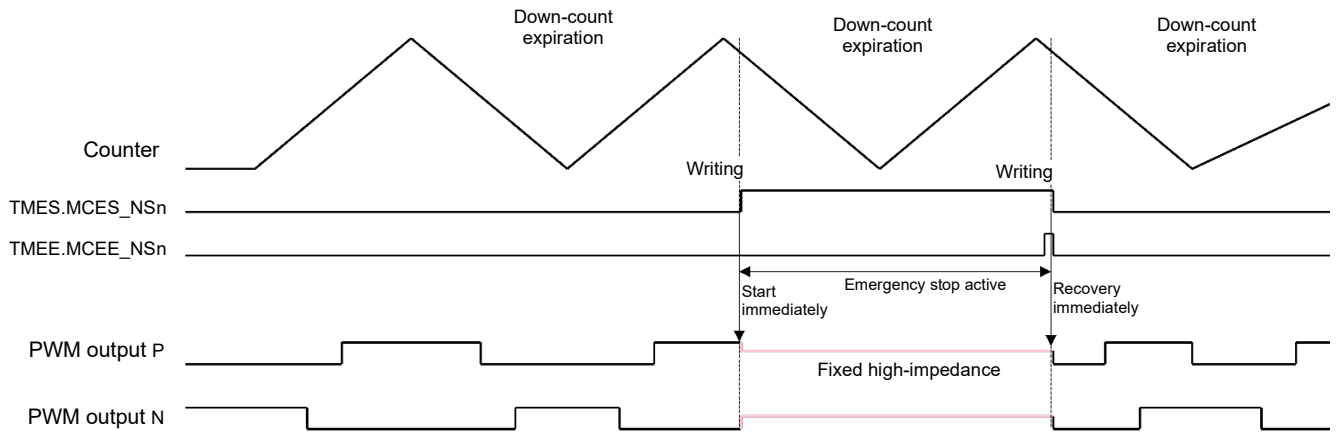 Down-count
expiration
Down-count
expiration
Down-count
expiration
Counter
Writing
Writing
TMES.MCES_NSn
TMEE.MCEE_NSn
Emergency stop active
Start
immediately
Recovery
immediately
PWM output P
Fixed high-impedance
PWM output N